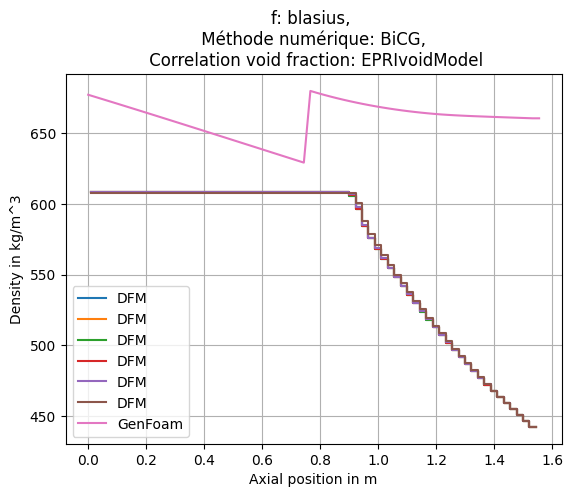 f: blasius,
Méthode numérique: BiCG,
Correlation void fraction: EPRIvoidModel
Density in kg/m^3
650
600
550
500
450
DFM
DFM
DFM
DFM
DFM
DFM
GenFoam
0.0 0.2 0.4 0.6 0.8 1.0 1.2 1.4 1.6
Axial position in m